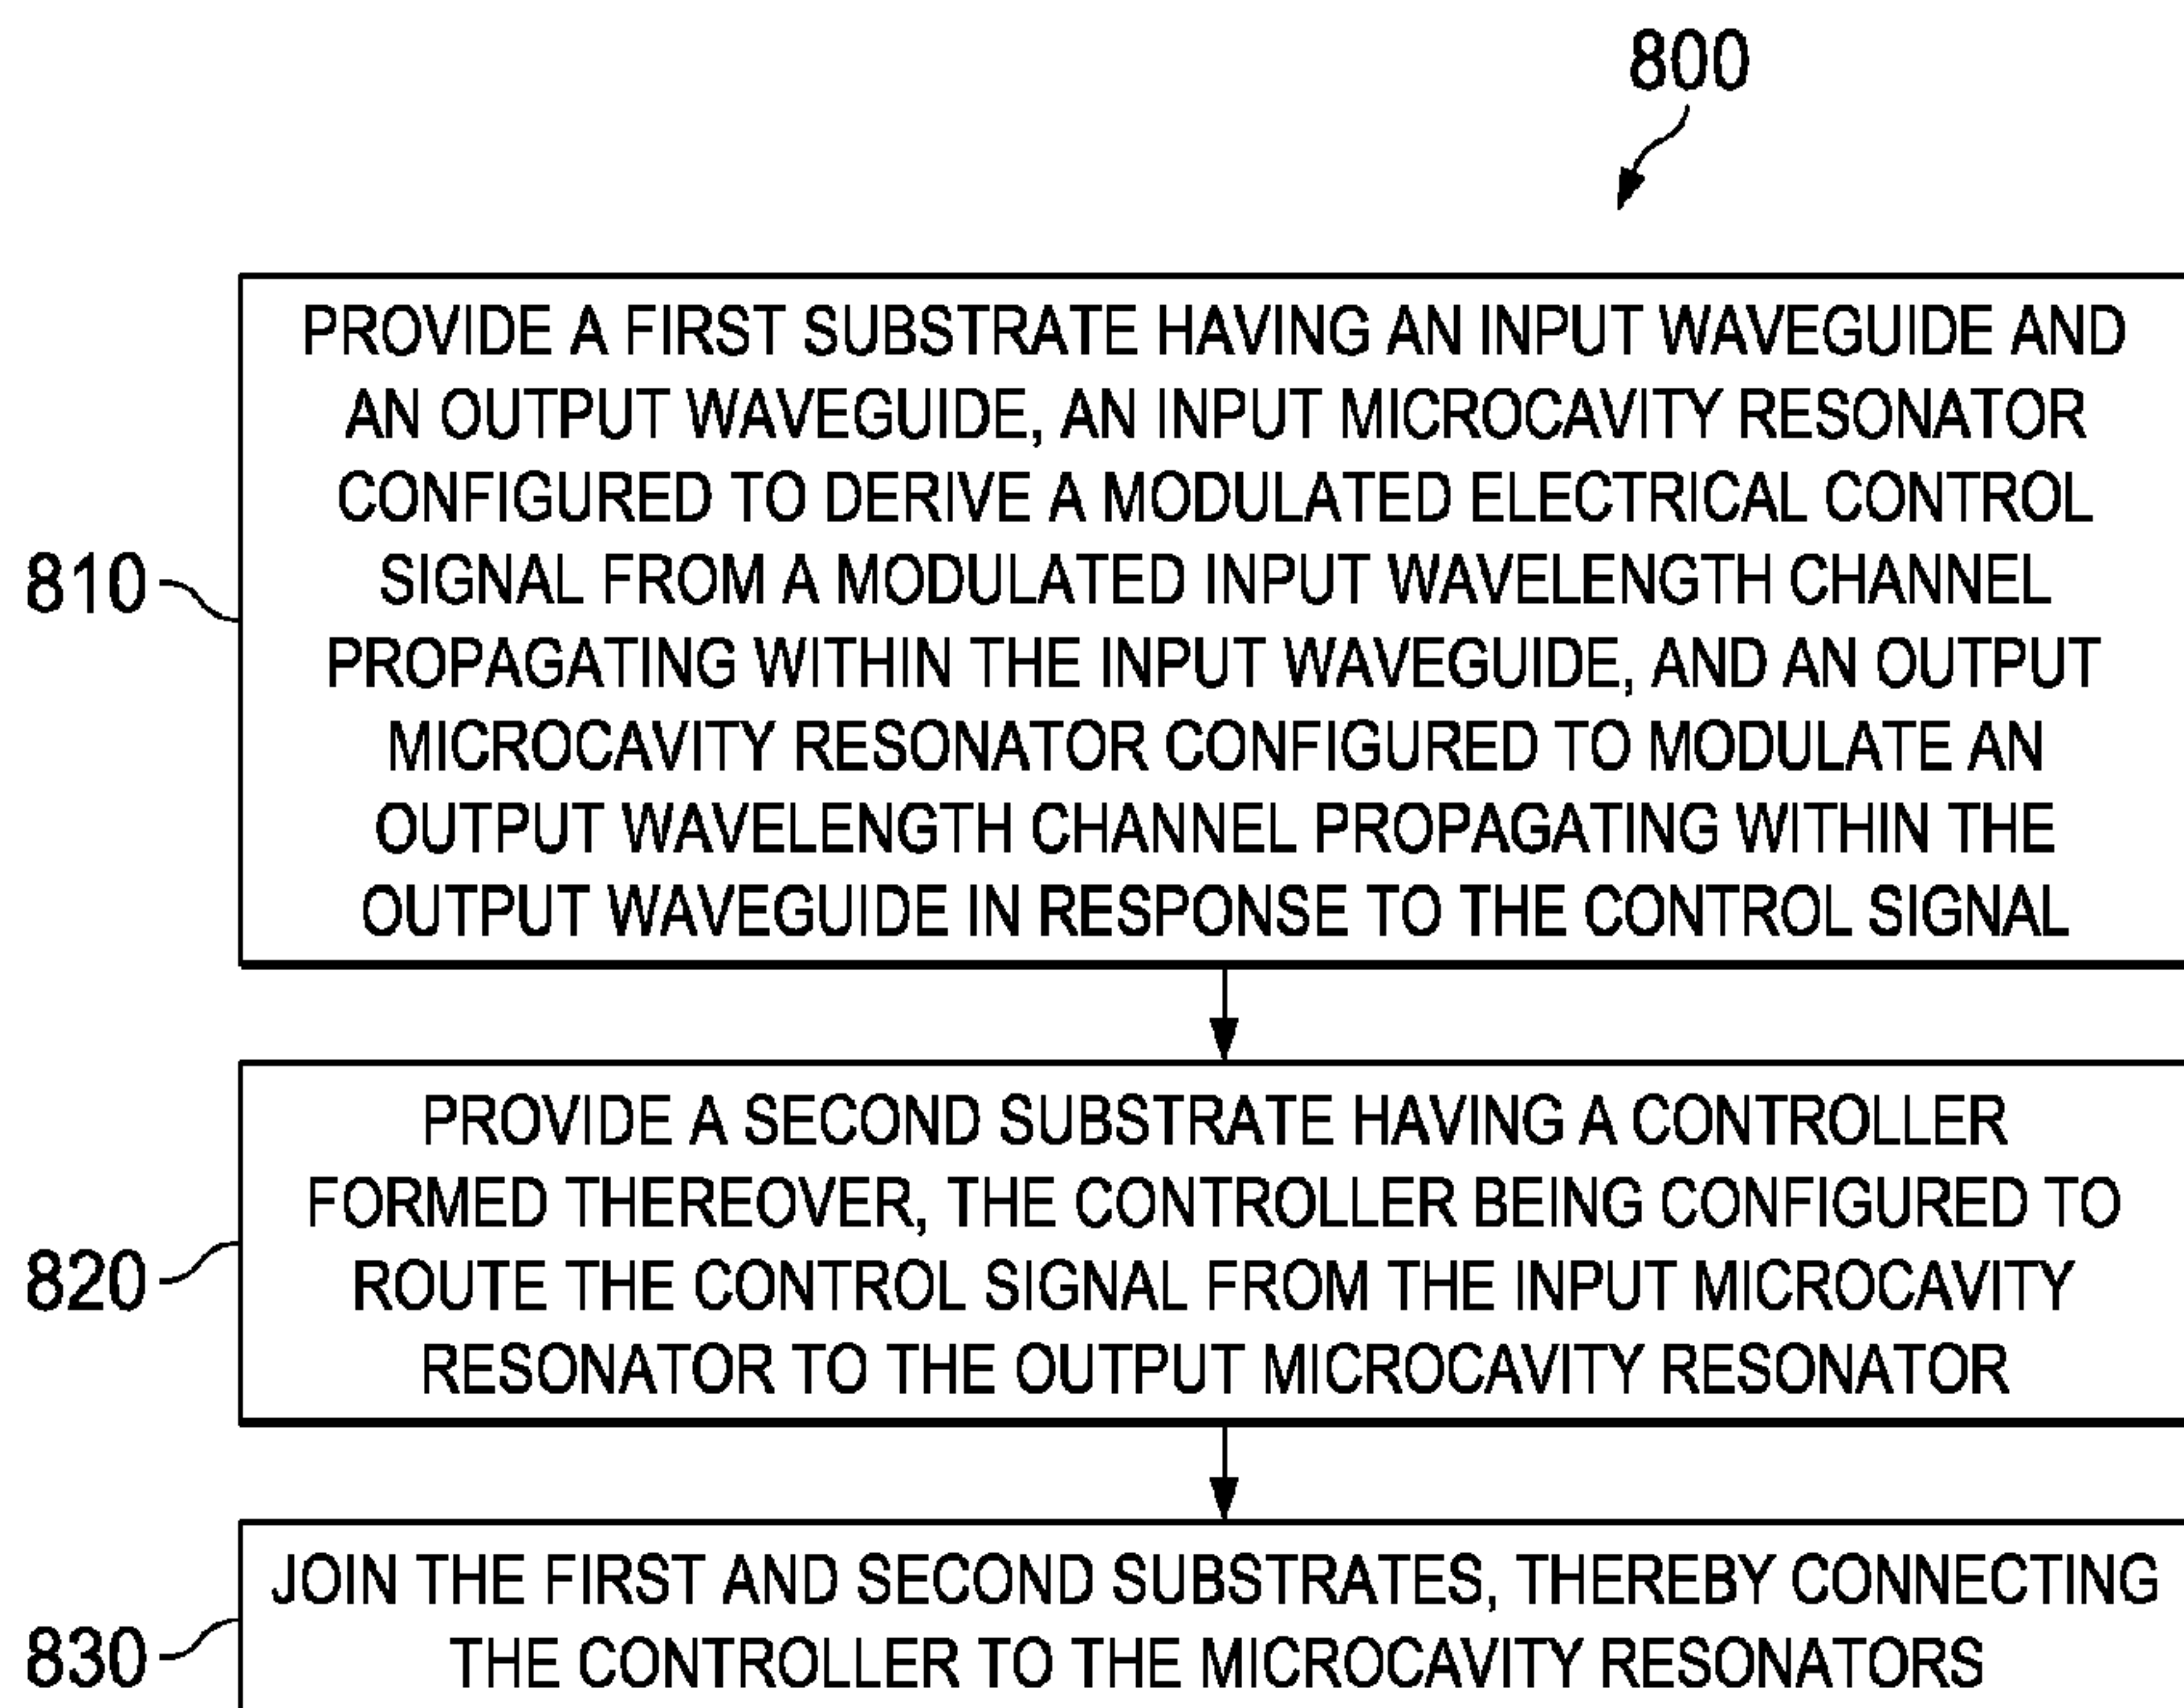 800
PROVIDE A FIRST SUBSTRATE HAVING AN INPUT WAVEGUIDE AND
AN OUTPUT WAVEGUIDE, AN INPUT MICROCAVITY RESONATOR
CONFIGURED TO DERIVE A MODULATED ELECTRICAL CONTROL
SIGNAL FROM A MODULATED INPUT WAVELENGTH CHANNEL
PROPAGATING WITHIN THE INPUT WAVEGUIDE, AND AN OUTPUT
MICROCAVITY RESONATOR CONFIGURED TO MODULATE AN
OUTPUT WAVELENGTH CHANNEL PROPAGATING WITHIN THE
OUTPUT WAVEGUIDE IN RESPONSE TO THE CONTROL SIGNAL
810
PROVIDE A SECOND SUBSTRATE HAVING A CONTROLLER
FORMED THEREOVER, THE CONTROLLER BEING CONFIGURED TO
ROUTE THE CONTROL SIGNAL FROM THE INPUT MICROCAVITY
RESONATOR TO THE OUTPUT MICROCAVITY RESONATOR
820
JOIN THE FIRST AND SECOND SUBSTRATES, THEREBY CONNECTING
THE CONTROLLER TO THE MICROCAVITY RESONATORS
830